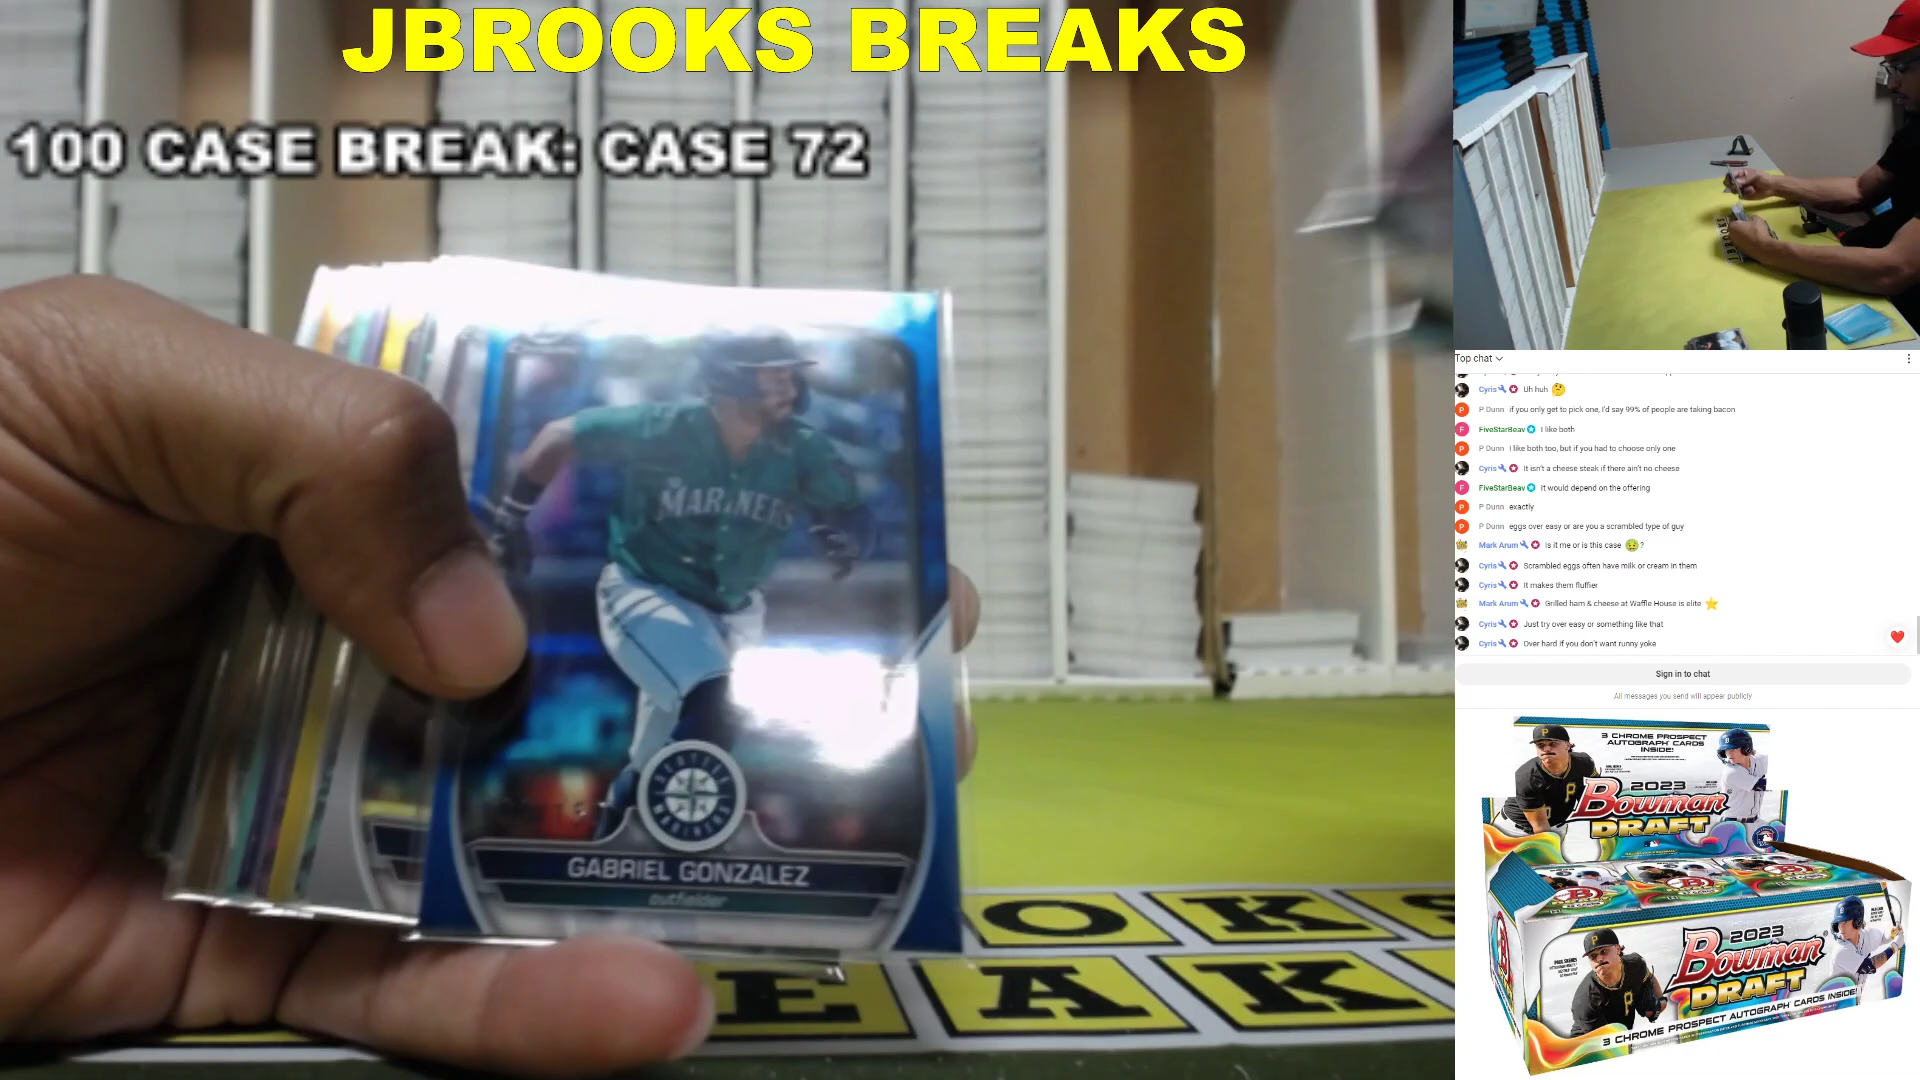 JBROOKS BREAKS
100 CASE BREAK: CASE 72
MARINERS
SEATTLE
MARINERS
GABRIEL GONZALEZ
outfielder
O K S
E A K
Top chat
Cyris Uh huh
P Dunn if you only get to pick one, I'd say 99% of people are taking bacon
FiveStarBeav I like both
P Dunn I like both too, but if you had to choose only one
Cyris It isn't a cheese steak if there ain't no cheese
FiveStarBeav It would depend on the offering
P Dunn exactly
P Dunn eggs over easy or are you a scrambled type of guy
Mark Arum Is it me or is this case 🤢?
Cyris Scrambled eggs often have milk or cream in them
Cyris It makes them fluffier
Mark Arum Grilled ham & cheese at Waffle House is elite ⭐
Cyris Just try over easy or something like that
Cyris Over hard if you don't want runny yoke
Sign in to chat
All messages you send will appear publicly
3 CHROME PROSPECT
AUTOGRAPH CARDS
INSIDE!
2023
Bowman
DRAFT
2023
Bowman
DRAFT
3 CHROME PROSPECT AUTOGRAPH CARDS INSIDE!